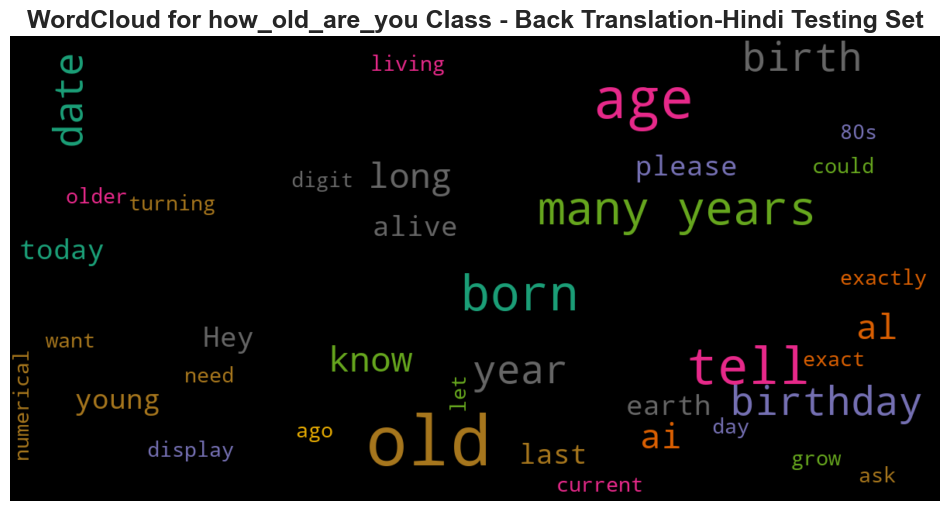 WordCloud for how_old_are_you Class - Back Translation-Hindi Testing Set
date
living
birth
age
80s
please
could
digit
long
older
turning
many years
alive
today
born
exactly
al
want
Hey
know
year
tell
exact
numerical
need
let
young
earth
birthday
ago
old
day
ai
display
last
grow
current
ask